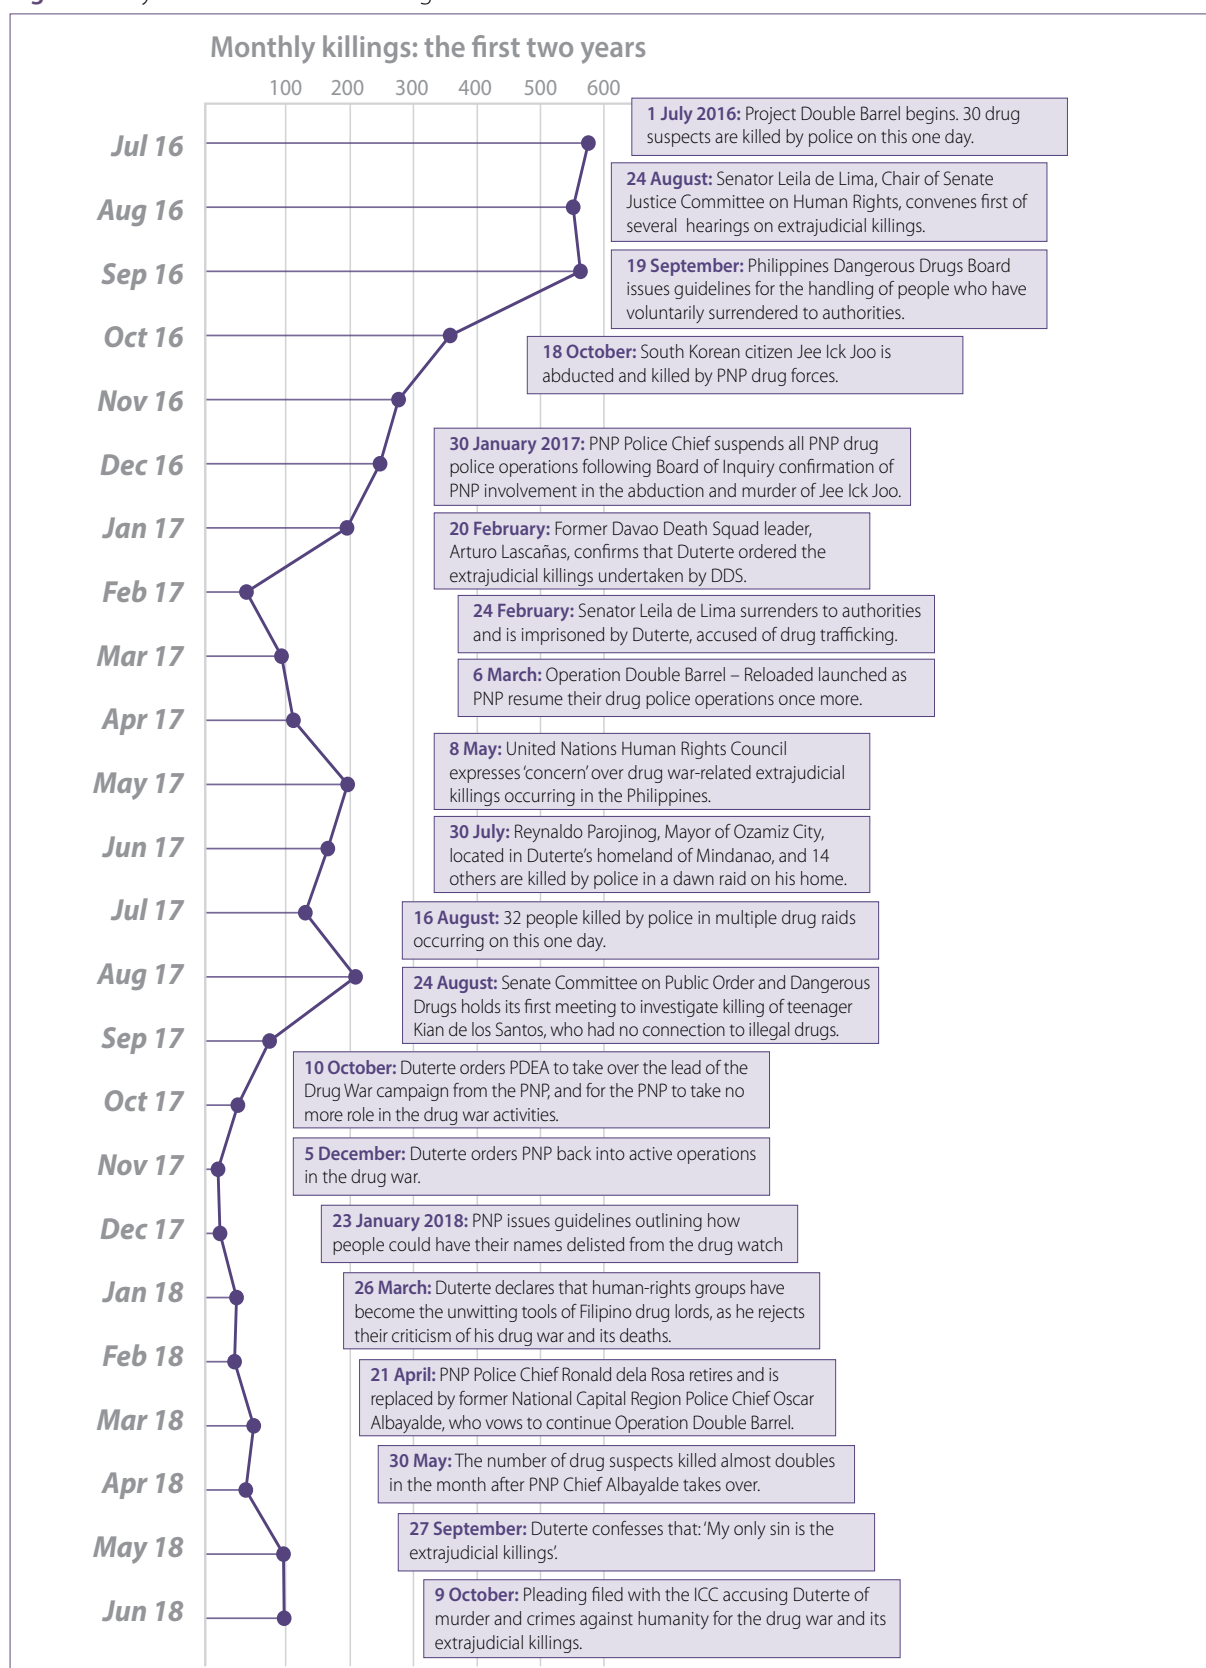 Monthly killings: the first two years
100 200 300 400 500 600
Jul 16
1 July 2016: Project Double Barrel begins. 30 drug
suspects are killed by police on this one day.
Aug 16
24 August: Senator Leila de Lima, Chair of Senate
Justice Committee on Human Rights, convenes first of
several hearings on extrajudicial killings.
Sep 16
19 September: Philippines Dangerous Drugs Board
issues guidelines for the handling of people who have
voluntarily surrendered to authorities.
Oct 16
18 October: South Korean citizen Jee Ick Joo is
abducted and killed by PNP drug forces.
Nov 16
Dec 16
30 January 2017: PNP Police Chief suspends all PNP drug
police operations following Board of Inquiry confirmation of
PNP involvement in the abduction and murder of Jee Ick Joo.
Jan 17
20 February: Former Davao Death Squad leader,
Arturo Lascañas, confirms that Duterte ordered the
extrajudicial killings undertaken by DDS.
Feb 17
24 February: Senator Leila de Lima surrenders to authorities
and is imprisoned by Duterte, accused of drug trafficking.
Mar 17
6 March: Operation Double Barrel – Reloaded launched as
PNP resume their drug police operations once more.
Apr 17
8 May: United Nations Human Rights Council
expresses 'concern' over drug war-related extrajudicial
killings occurring in the Philippines.
May 17
Jun 17
30 July: Reynaldo Parojinog, Mayor of Ozamiz City,
located in Duterte's homeland of Mindanao, and 14
others are killed by police in a dawn raid on his home.
Jul 17
16 August: 32 people killed by police in multiple drug raids
occurring on this one day.
Aug 17
24 August: Senate Committee on Public Order and Dangerous
Drugs holds its first meeting to investigate killing of teenager
Kian de los Santos, who had no connection to illegal drugs.
Sep 17
10 October: Duterte orders PDEA to take over the lead of the
Drug War campaign from the PNP, and for the PNP to take no
more role in the drug war activities.
Oct 17
Nov 17
5 December: Duterte orders PNP back into active operations
in the drug war.
Dec 17
23 January 2018: PNP issues guidelines outlining how
people could have their names delisted from the drug watch
Jan 18
26 March: Duterte declares that human-rights groups have
become the unwitting tools of Filipino drug lords, as he rejects
their criticism of his drug war and its deaths.
Feb 18
21 April: PNP Police Chief Ronald dela Rosa retires and is
replaced by former National Capital Region Police Chief Oscar
Albayalde, who vows to continue Operation Double Barrel.
Mar 18
Apr 18
30 May: The number of drug suspects killed almost doubles
in the month after PNP Chief Albayalde takes over.
May 18
27 September: Duterte confesses that: 'My only sin is the
extrajudicial killings'.
Jun 18
9 October: Pleading filed with the ICC accusing Duterte of
murder and crimes against humanity for the drug war and its
extrajudicial killings.